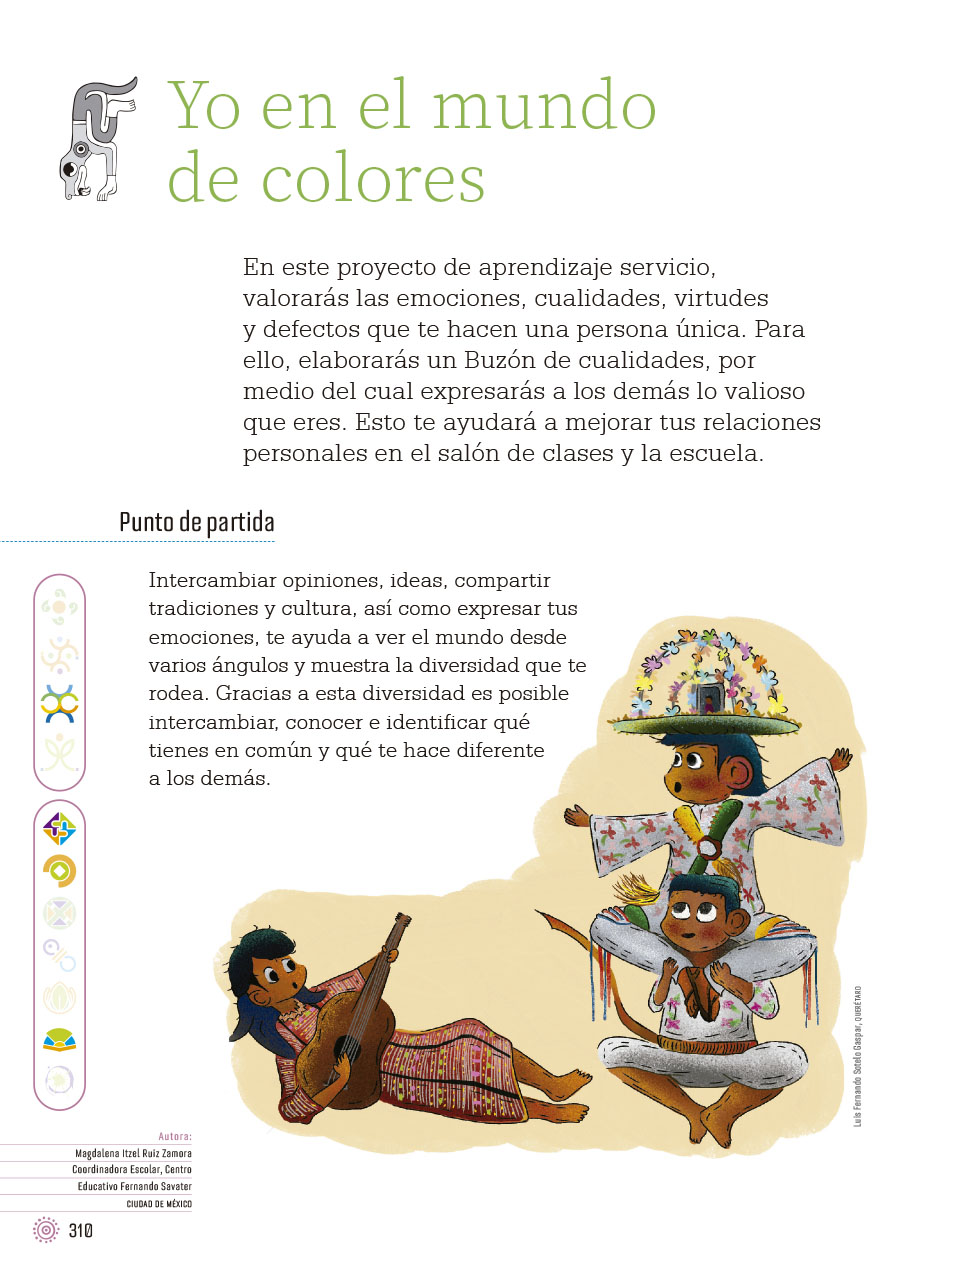 Yo en el mundo
de colores
En este proyecto de aprendizaje servicio,
valorarás las emociones, cualidades, virtudes
y defectos que te hacen una persona única. Para
ello, elaborarás un Buzón de cualidades, por
medio del cual expresarás a los demás lo valioso
que eres. Esto te ayudará a mejorar tus relaciones
personales en el salón de clases y la escuela.
Punto de partida
Intercambiar opiniones, ideas, compartir
tradiciones y cultura, así como expresar tus
emociones, te ayuda a ver el mundo desde
varios ángulos y muestra la diversidad que te
rodea. Gracias a esta diversidad es posible
intercambiar, conocer e identificar qué
tienes en común y qué te hace diferente
a los demás.
Luis Fernando Sotelo Gaspar, QUERÉTARO
Autora:
Magdalena Itzel Ruiz Zamora
Coordinadora Escolar, Centro
Educativo Fernando Savater
CIUDAD DE MÉXICO
310